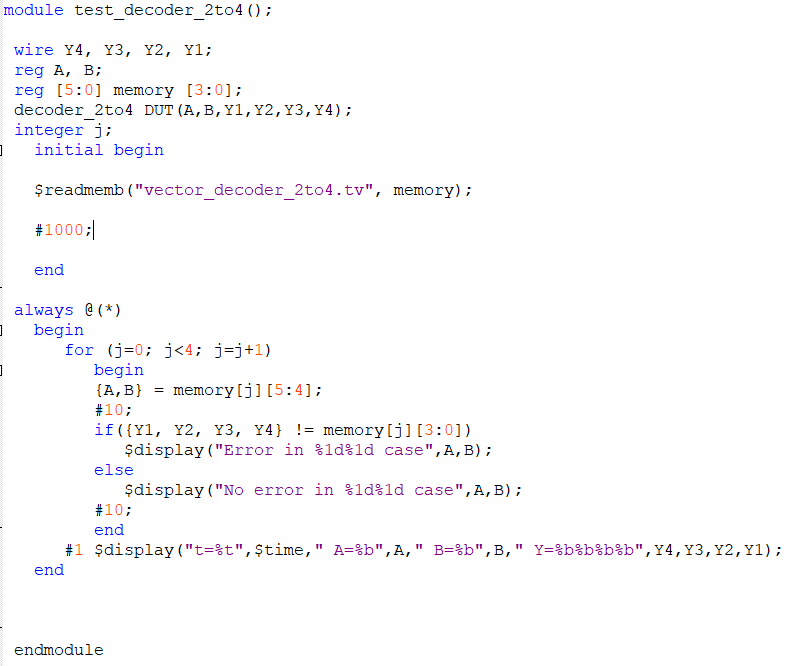 module test_decoder_2to4();
wire Y4, Y3, Y2, Y1;
reg A, B;
reg [5:0] memory [3:0];
decoder_2to4 DUT(A,B,Y1,Y2,Y3,Y4);
integer j;
initial begin
$readmemb("vector_decoder_2to4.tv", memory);
#1000;
end
always @(*)
begin
for (j=0; j<4; j=j+1)
begin
{A,B} = memory[j][5:4];
#10;
if({Y1, Y2, Y3, Y4} != memory[j][3:0])
$display("Error in %1d%1d case",A,B);
else
$display("No error in %1d%1d case",A,B);
#10;
end
#1 $display("t=%t",$time," A=%b",A," B=%b",B," Y=%b%b%b%b",Y4,Y3,Y2,Y1);
end
endmodule